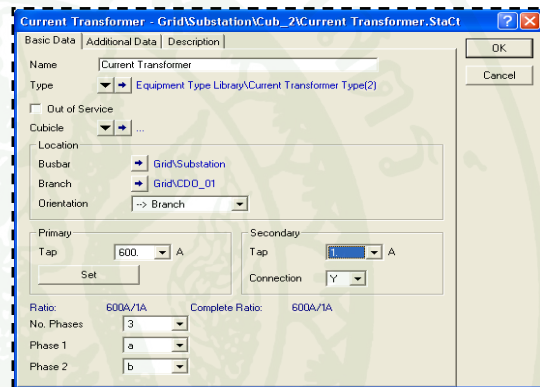 Current Transformer - Grid\Substation\Cub_2\Current Transformer.StaCt
Basic Data Additional Data Description
OK
Cancel
Name Current Transformer
Type Equipment Type Library\Current Transformer Type(2)
Out of Service
Cubicle ...
Location
Busbar Grid\Substation
Branch Grid\CDO_01
Orientation --> Branch
Primary Secondary
Tap 600. A Tap 1. A
Set Connection Y
Ratio: 600A/1A Complete Ratio: 600A/1A
No. Phases 3
Phase 1 a
Phase 2 b